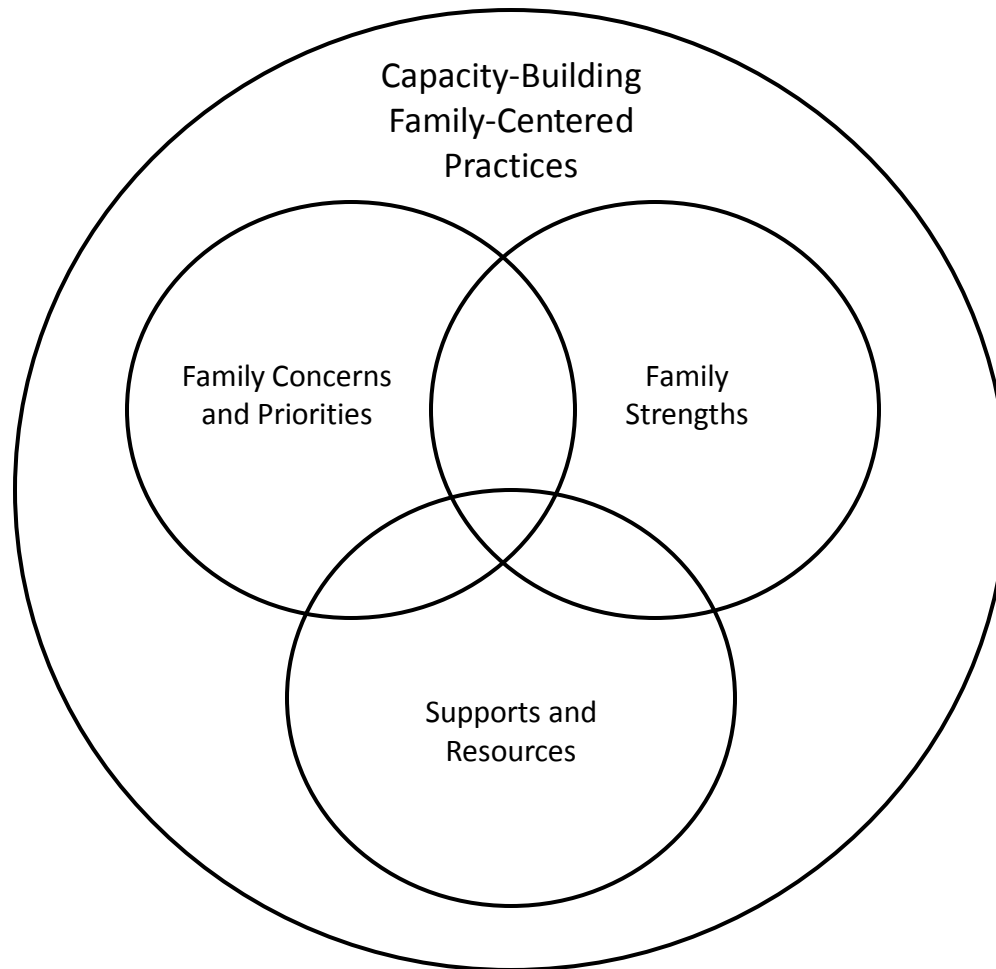 Capacity-Building
Family-Centered
Practices
Family Concerns
and Priorities
Family
Strengths
Supports and
Resources